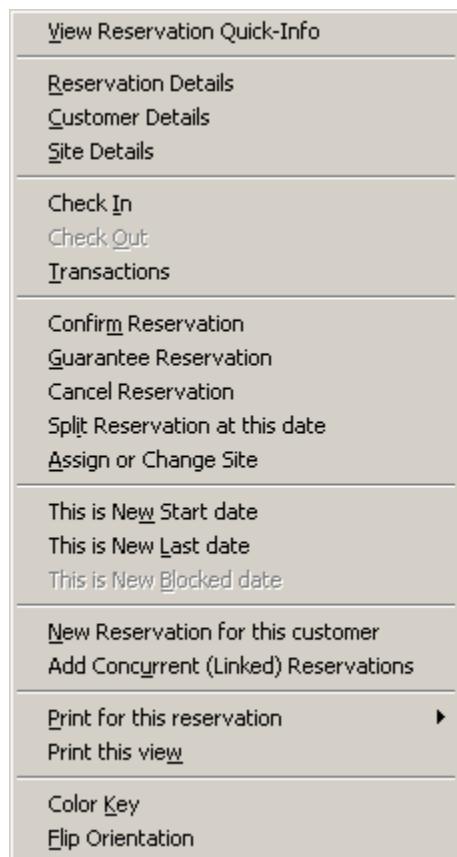 View Reservation Quick-Info
Reservation Details
Customer Details
Site Details
Check In
Check Out
Transactions
Confirm Reservation
Guarantee Reservation
Cancel Reservation
Split Reservation at this date
Assign or Change Site
This is New Start date
This is New Last date
This is New Blocked date
New Reservation for this customer
Add Concurrent (Linked) Reservations
Print for this reservation
Print this view
Color Key
Flip Orientation